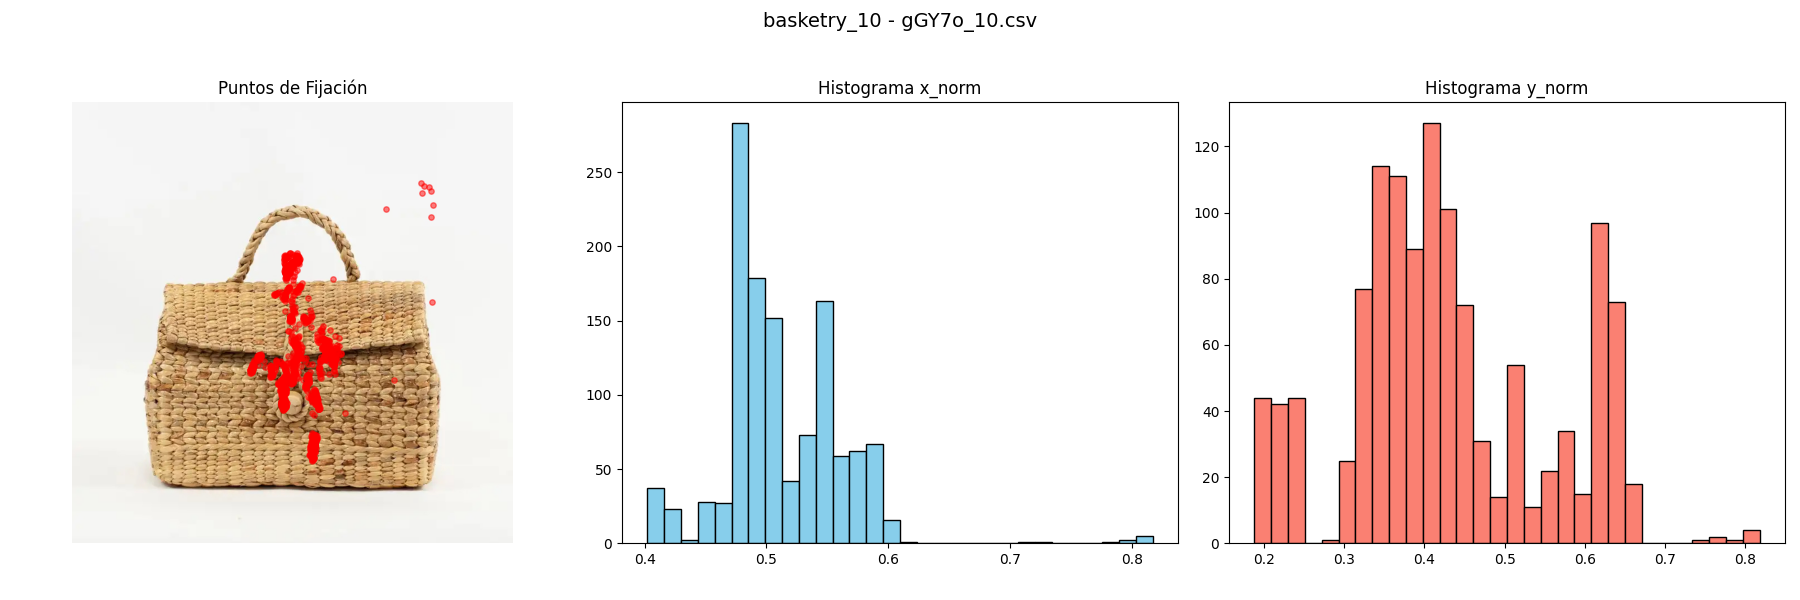 basketry_10 - gGY7o_10.csv
Puntos de Fijación
Histograma x_norm
Histograma y_norm
250
200
150
100
50
0
0.4 0.5 0.6 0.7 0.8
120
100
80
60
40
20
0
0.2 0.3 0.4 0.5 0.6 0.7 0.8